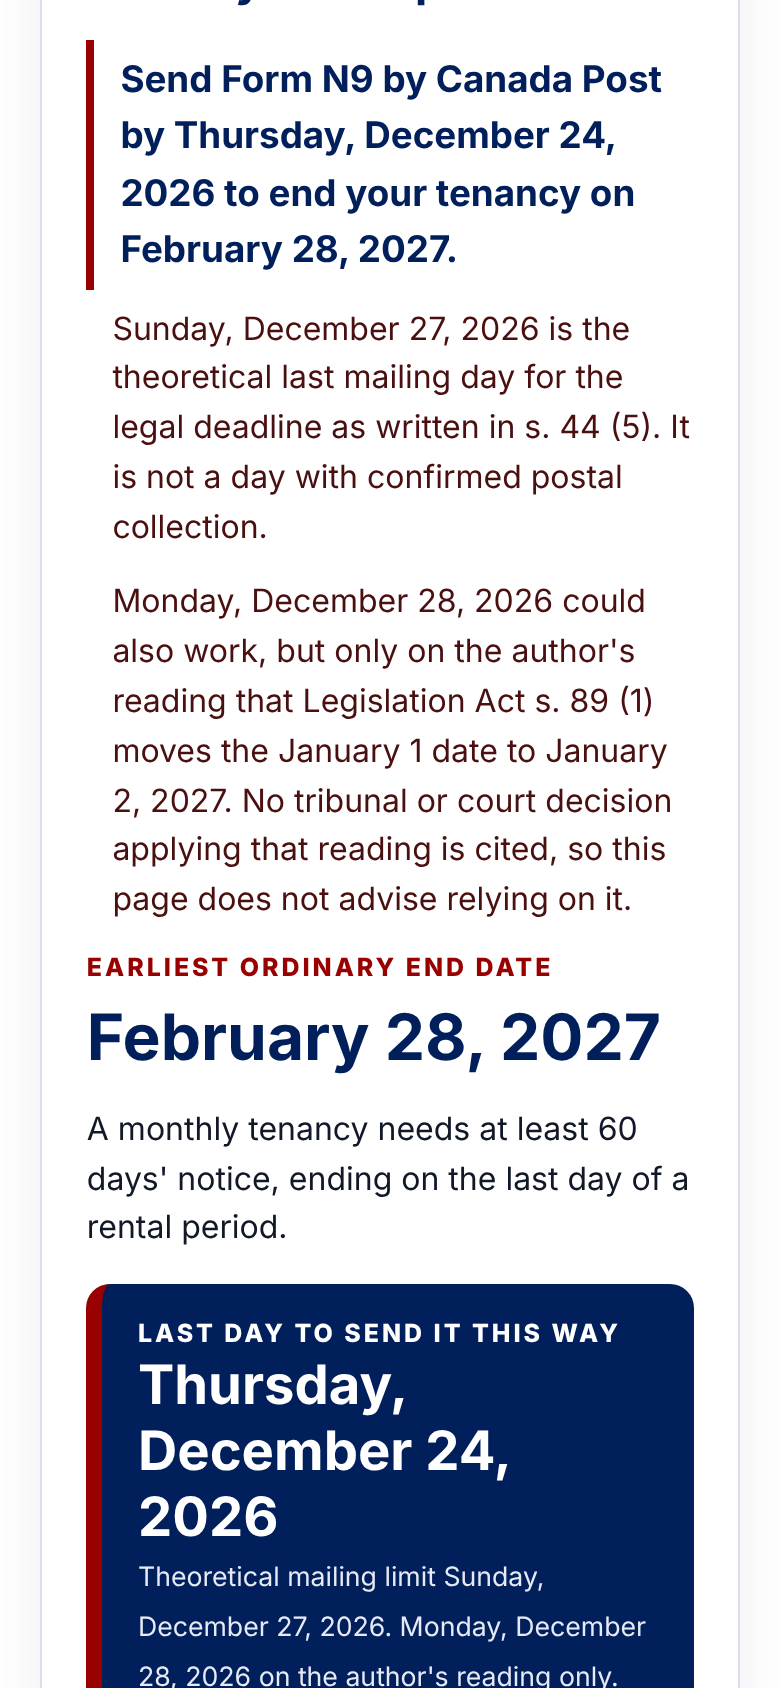 Send Form N9 by Canada Post
by Thursday, December 24,
2026 to end your tenancy on
February 28, 2027.
Sunday, December 27, 2026 is the
theoretical last mailing day for the
legal deadline as written in s. 44 (5). It
is not a day with confirmed postal
collection.
Monday, December 28, 2026 could
also work, but only on the author's
reading that Legislation Act s. 89 (1)
moves the January 1 date to January
2, 2027. No tribunal or court decision
applying that reading is cited, so this
page does not advise relying on it.
EARLIEST ORDINARY END DATE
February 28, 2027
A monthly tenancy needs at least 60
days' notice, ending on the last day of a
rental period.
LAST DAY TO SEND IT THIS WAY
Thursday,
December 24,
2026
Theoretical mailing limit Sunday,
December 27, 2026. Monday, December
28, 2026 on the author's reading only.